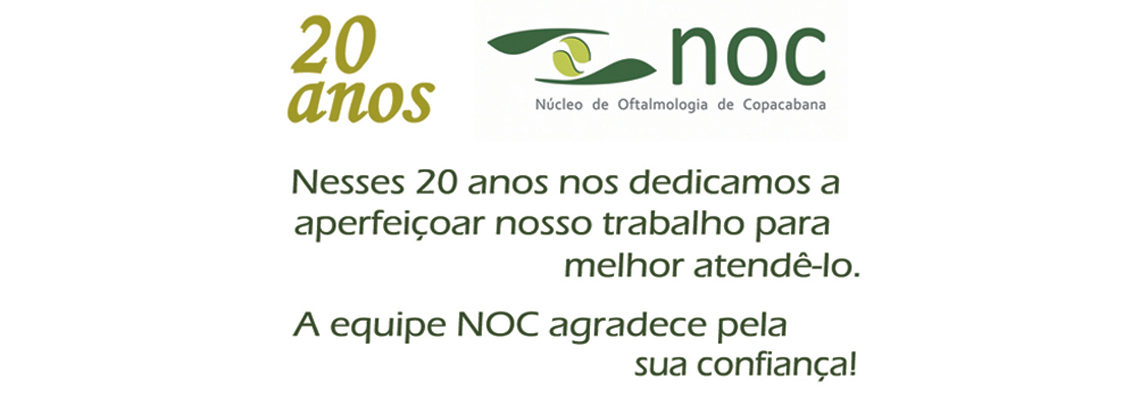 20
anos
noc
Núcleo de Oftalmologia de Copacabana
Nesses 20 anos nos dedicamos a
aperfeiçoar nosso trabalho para
melhor atendê-lo.
A equipe NOC agradece pela
sua confiança!